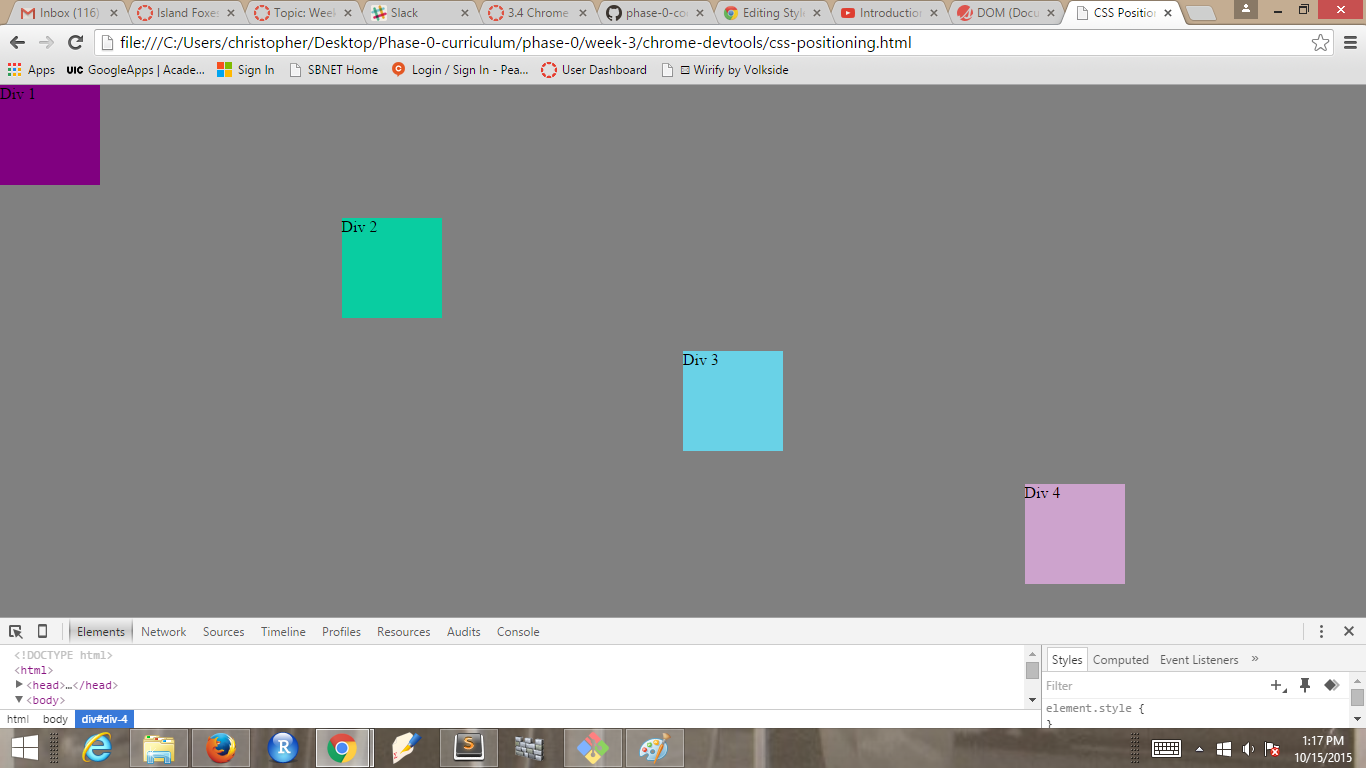 Inbox (116) Island Foxes Topic: Week Slack 3.4 Chrome phase-0-co Editing Style Introduction DOM (Docu CSS Position
file:///C:/Users/christopher/Desktop/Phase-0-curriculum/phase-0/week-3/chrome-devtools/css-positioning.html
Apps UIC GoogleApps | Acade... Sign In SBNET Home Login / Sign In - Pea... User Dashboard Wirify by Volkside
Div 1
Div 2
Div 3
Div 4
Elements Network Sources Timeline Profiles Resources Audits Console
<!DOCTYPE html>
<html>
<head>…</head>
<body>
html body div#div-4
Styles Computed Event Listeners »
Filter
element.style {
}
1:17 PM
10/15/2015